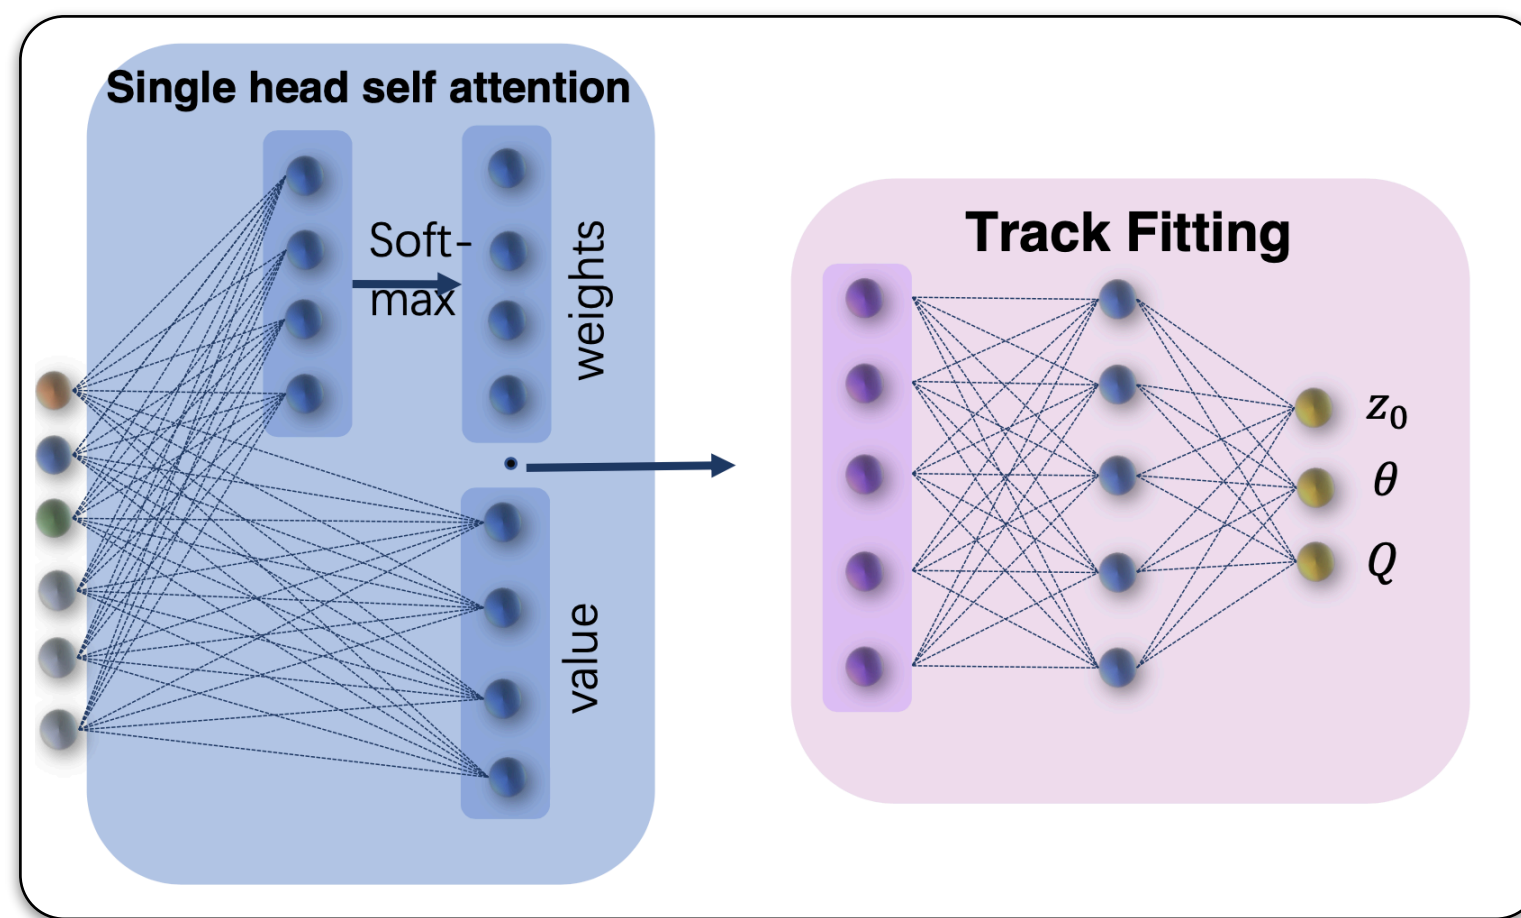 Single head self attention
Soft-
max
weights
value
Track Fitting
z₀
θ
Q